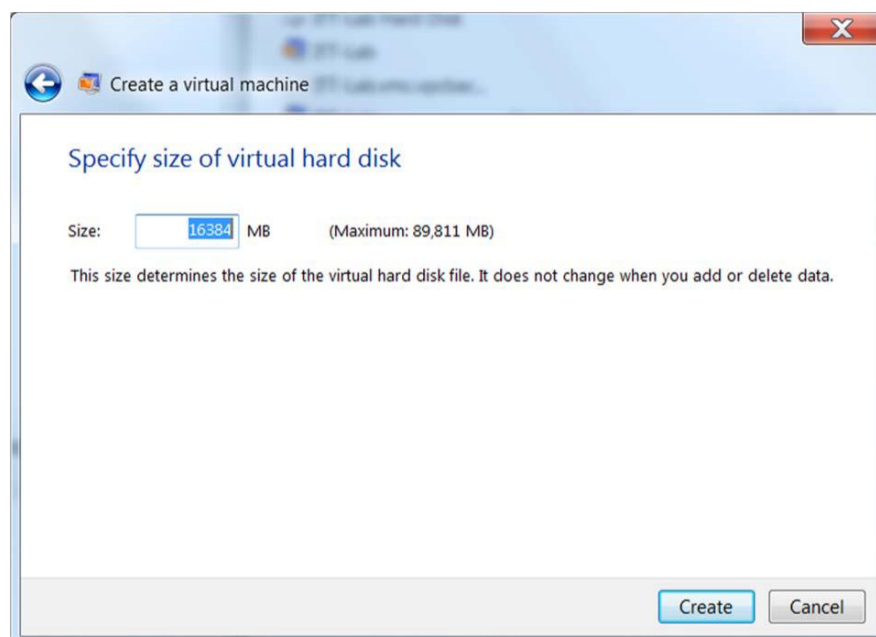 Create a virtual machine
Specify size of virtual hard disk
Size: 16384 MB (Maximum: 89,811 MB)
This size determines the size of the virtual hard disk file. It does not change when you add or delete data.
Create Cancel